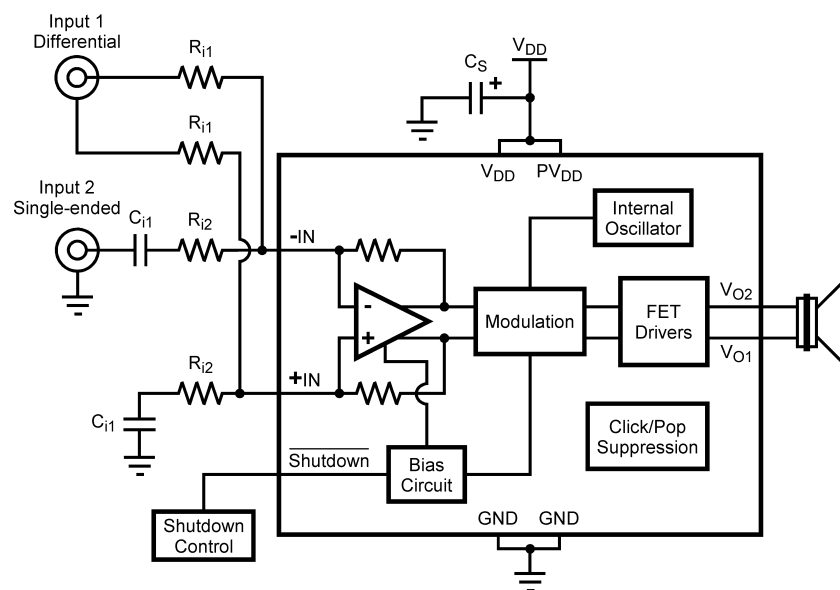 Input 1
Differential
Ri1
Ri1
CS
+
VDD
VDD
PVDD
Input 2
Single-ended
Ci1
Ri2
-IN
Internal
Oscillator
-
+
Modulation
FET
Drivers
VO2
VO1
Ri2
+IN
Ci1
Click/Pop
Suppression
Shutdown
Bias
Circuit
Shutdown
Control
GND
GND